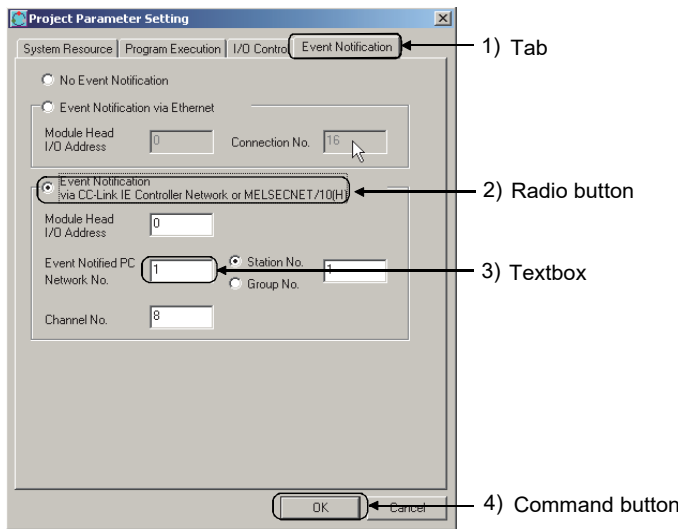 Project Parameter Setting
System Resource Program Execution I/O Control Event Notification
1) Tab
No Event Notification
Event Notification via Ethernet
Module Head
I/O Address
0
Connection No.
16
Event Notification
via CC-Link IE Controller Network or MELSECNET/10(H)
2) Radio button
Module Head
I/O Address
0
Event Notified PC
Network No.
1
Station No.
Group No.
1
3) Textbox
Channel No.
8
OK
Cancel
4) Command button